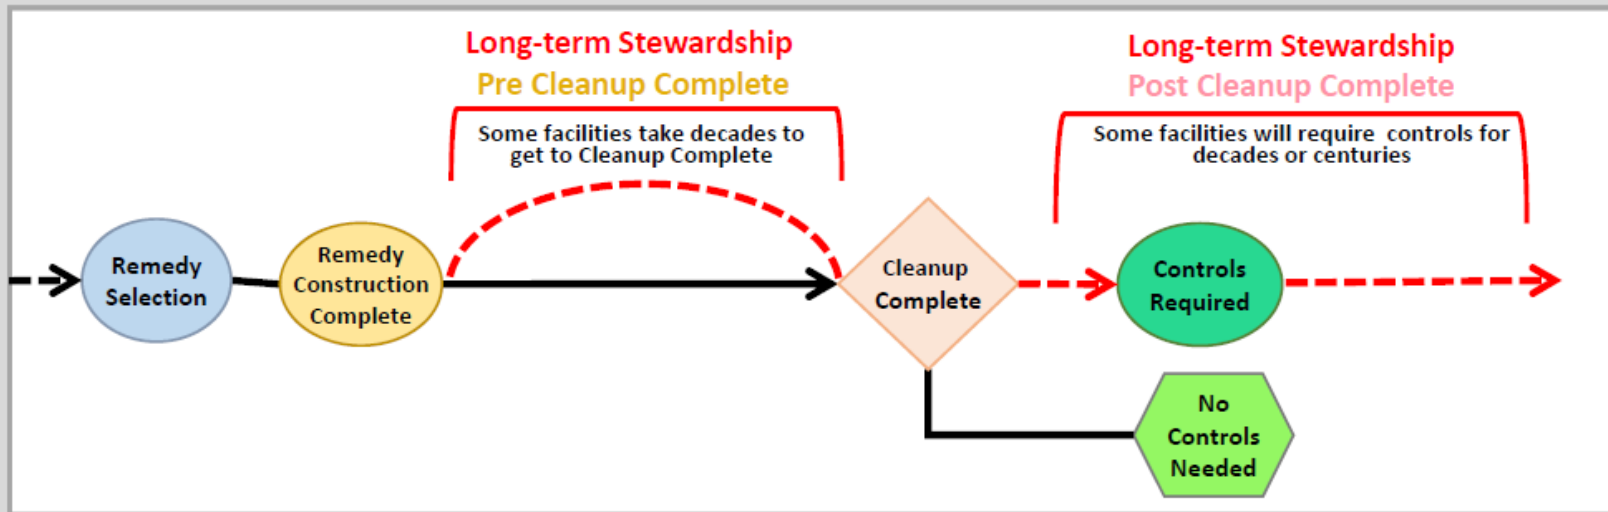 Long-term Stewardship
Pre Cleanup Complete
Some facilities take decades to
get to Cleanup Complete
Long-term Stewardship
Post Cleanup Complete
Some facilities will require controls for
decades or centuries
Remedy
Selection
Remedy
Construction
Complete
Cleanup
Complete
Controls
Required
No
Controls
Needed